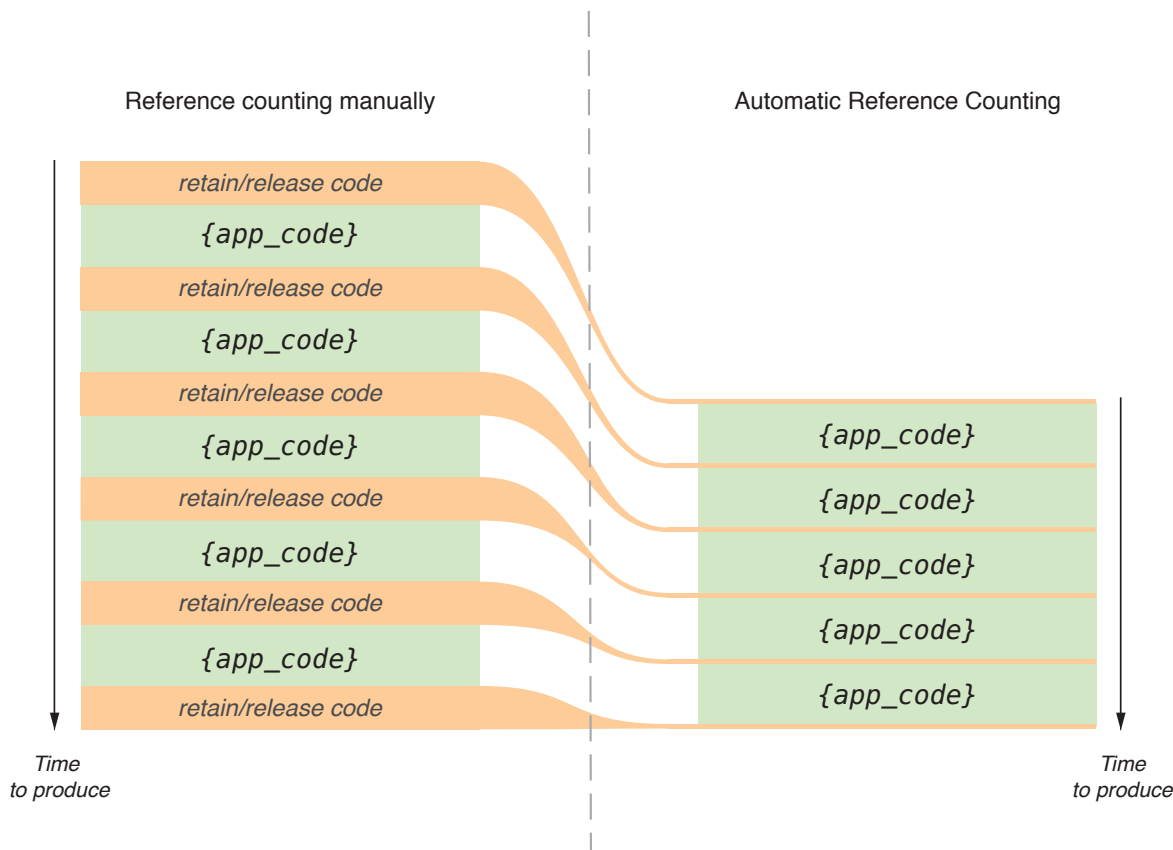 Reference counting manually
Automatic Reference Counting
retain/release code
{app_code}
retain/release code
{app_code}
retain/release code
{app_code}
retain/release code
{app_code}
retain/release code
{app_code}
retain/release code
Time
to produce
{app_code}
{app_code}
{app_code}
{app_code}
{app_code}
Time
to produce